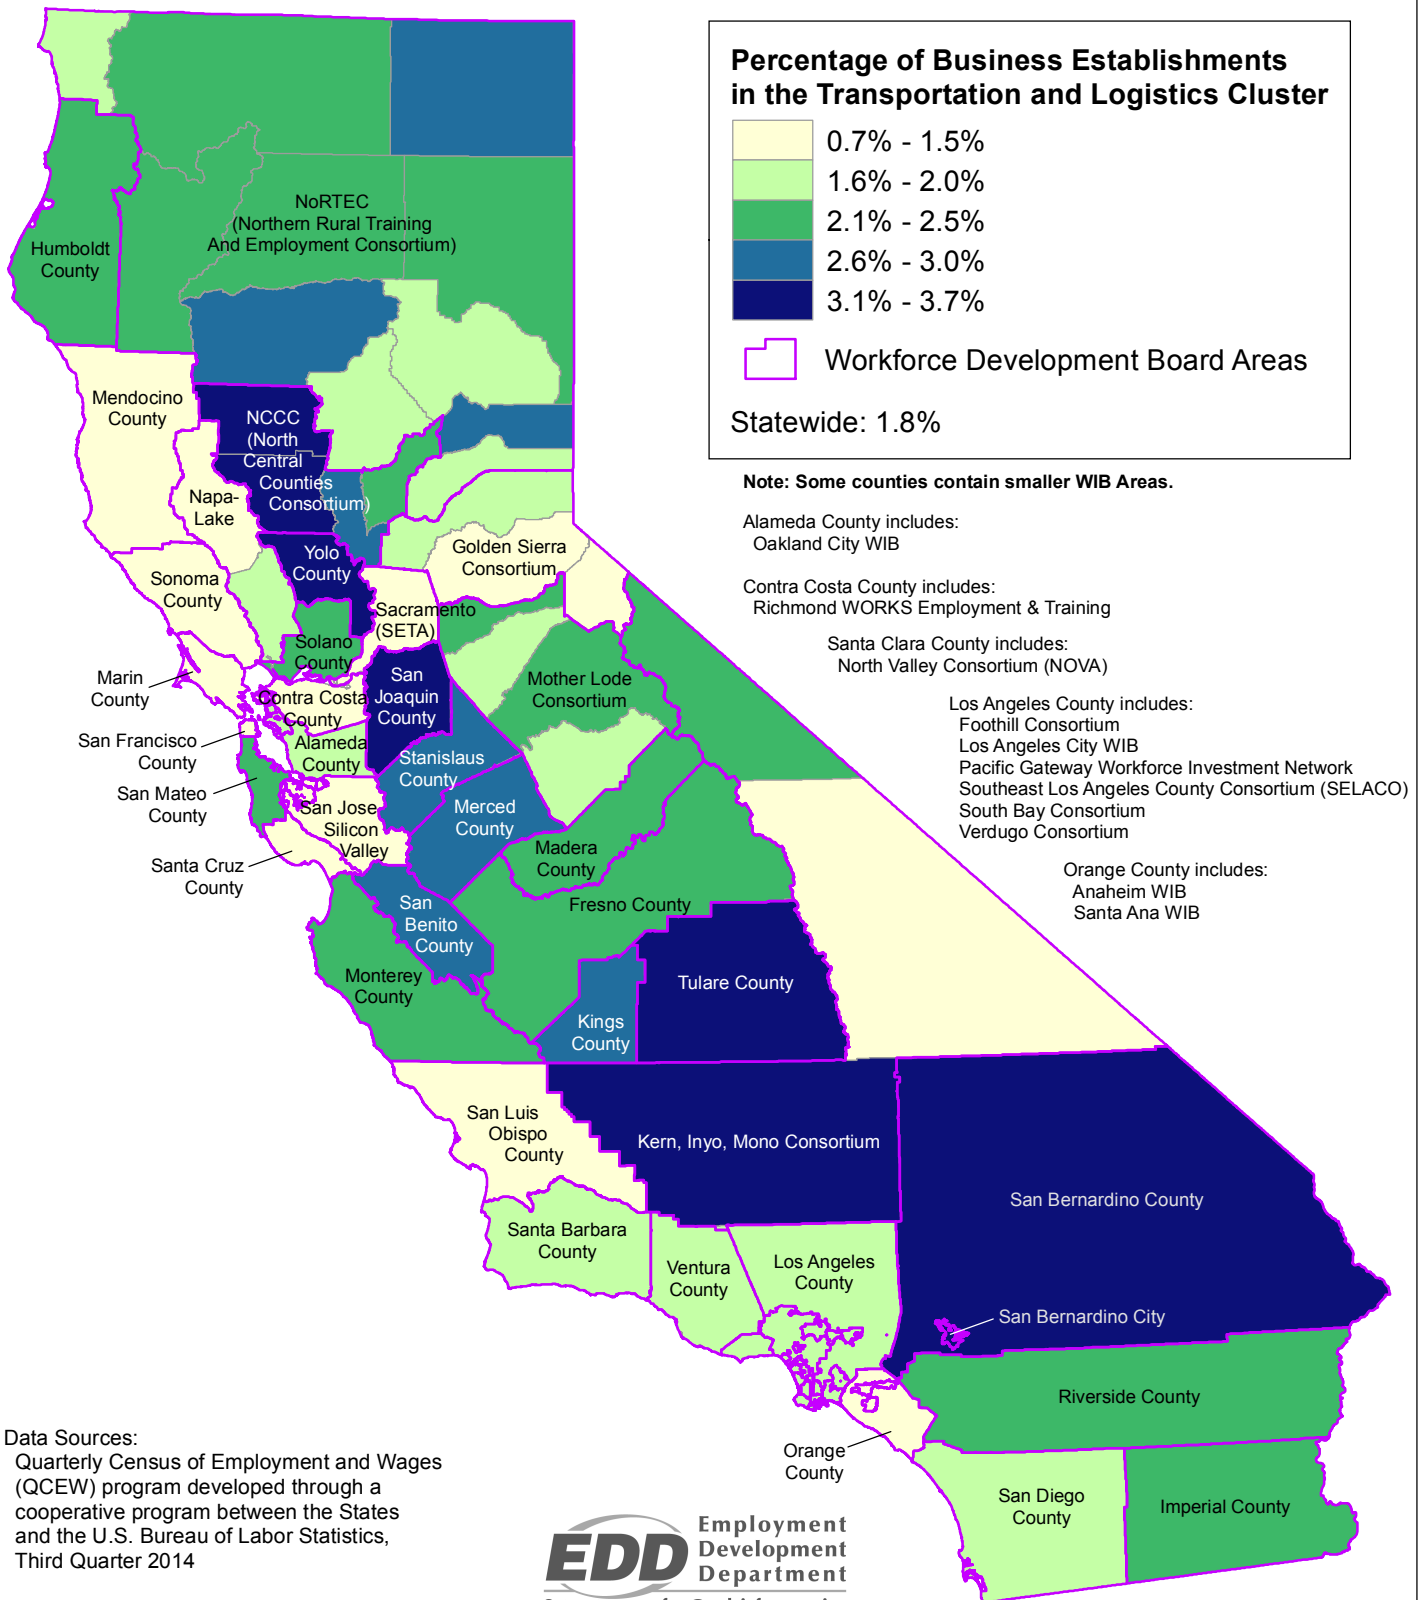 Percentage of Business Establishments
in the Transportation and Logistics Cluster
0.7% - 1.5%
1.6% - 2.0%
2.1% - 2.5%
2.6% - 3.0%
3.1% - 3.7%
Workforce Development Board Areas
Statewide: 1.8%
Note: Some counties contain smaller WIB Areas.
Alameda County includes:
Oakland City WIB
Contra Costa County includes:
Richmond WORKS Employment & Training
Santa Clara County includes:
North Valley Consortium (NOVA)
Los Angeles County includes:
Foothill Consortium
Los Angeles City WIB
Pacific Gateway Workforce Investment Network
Southeast Los Angeles County Consortium (SELACO)
South Bay Consortium
Verdugo Consortium
Orange County includes:
Anaheim WIB
Santa Ana WIB
NoRTEC
(Northern Rural Training
And Employment Consortium)
Humboldt
County
Mendocino
County
NCCC
(North
Central
Counties
Consortium)
Napa-
Lake
Yolo
County
Golden Sierra
Consortium
Sonoma
County
Sacramento
(SETA)
Solano
County
Marin
County
Contra Costa
County
San
Joaquin
County
Mother Lode
Consortium
San Francisco
County
Alameda
County
Stanislaus
County
San Mateo
County
San Jose
Silicon
Valley
Merced
County
Santa Cruz
County
Madera
County
San
Benito
County
Fresno County
Monterey
County
Tulare County
Kings
County
San Luis
Obispo
County
Kern, Inyo, Mono Consortium
San Bernardino County
Santa Barbara
County
Ventura
County
Los Angeles
County
San Bernardino City
Riverside County
Orange
County
San Diego
County
Imperial County
Data Sources:
Quarterly Census of Employment and Wages
(QCEW) program developed through a
cooperative program between the States
and the U.S. Bureau of Labor Statistics,
Third Quarter 2014
EDD
Employment
Development
Department